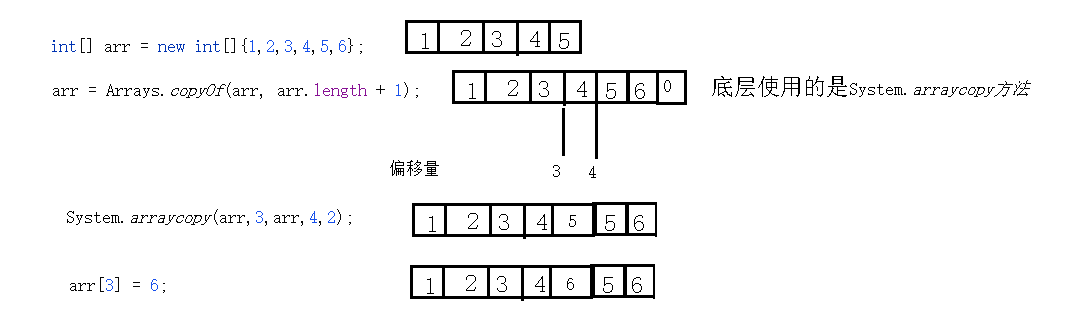 int[] arr = new int[]{1,2,3,4,5,6}; 1 2 3 4 5
arr = Arrays.copyOf(arr, arr.length + 1); 1 2 3 4 5 6 0 底层使用的是System.arraycopy方法
偏移量 3 4
System.arraycopy(arr,3,arr,4,2); 1 2 3 4 5 5 6
arr[3] = 6; 1 2 3 4 6 5 6